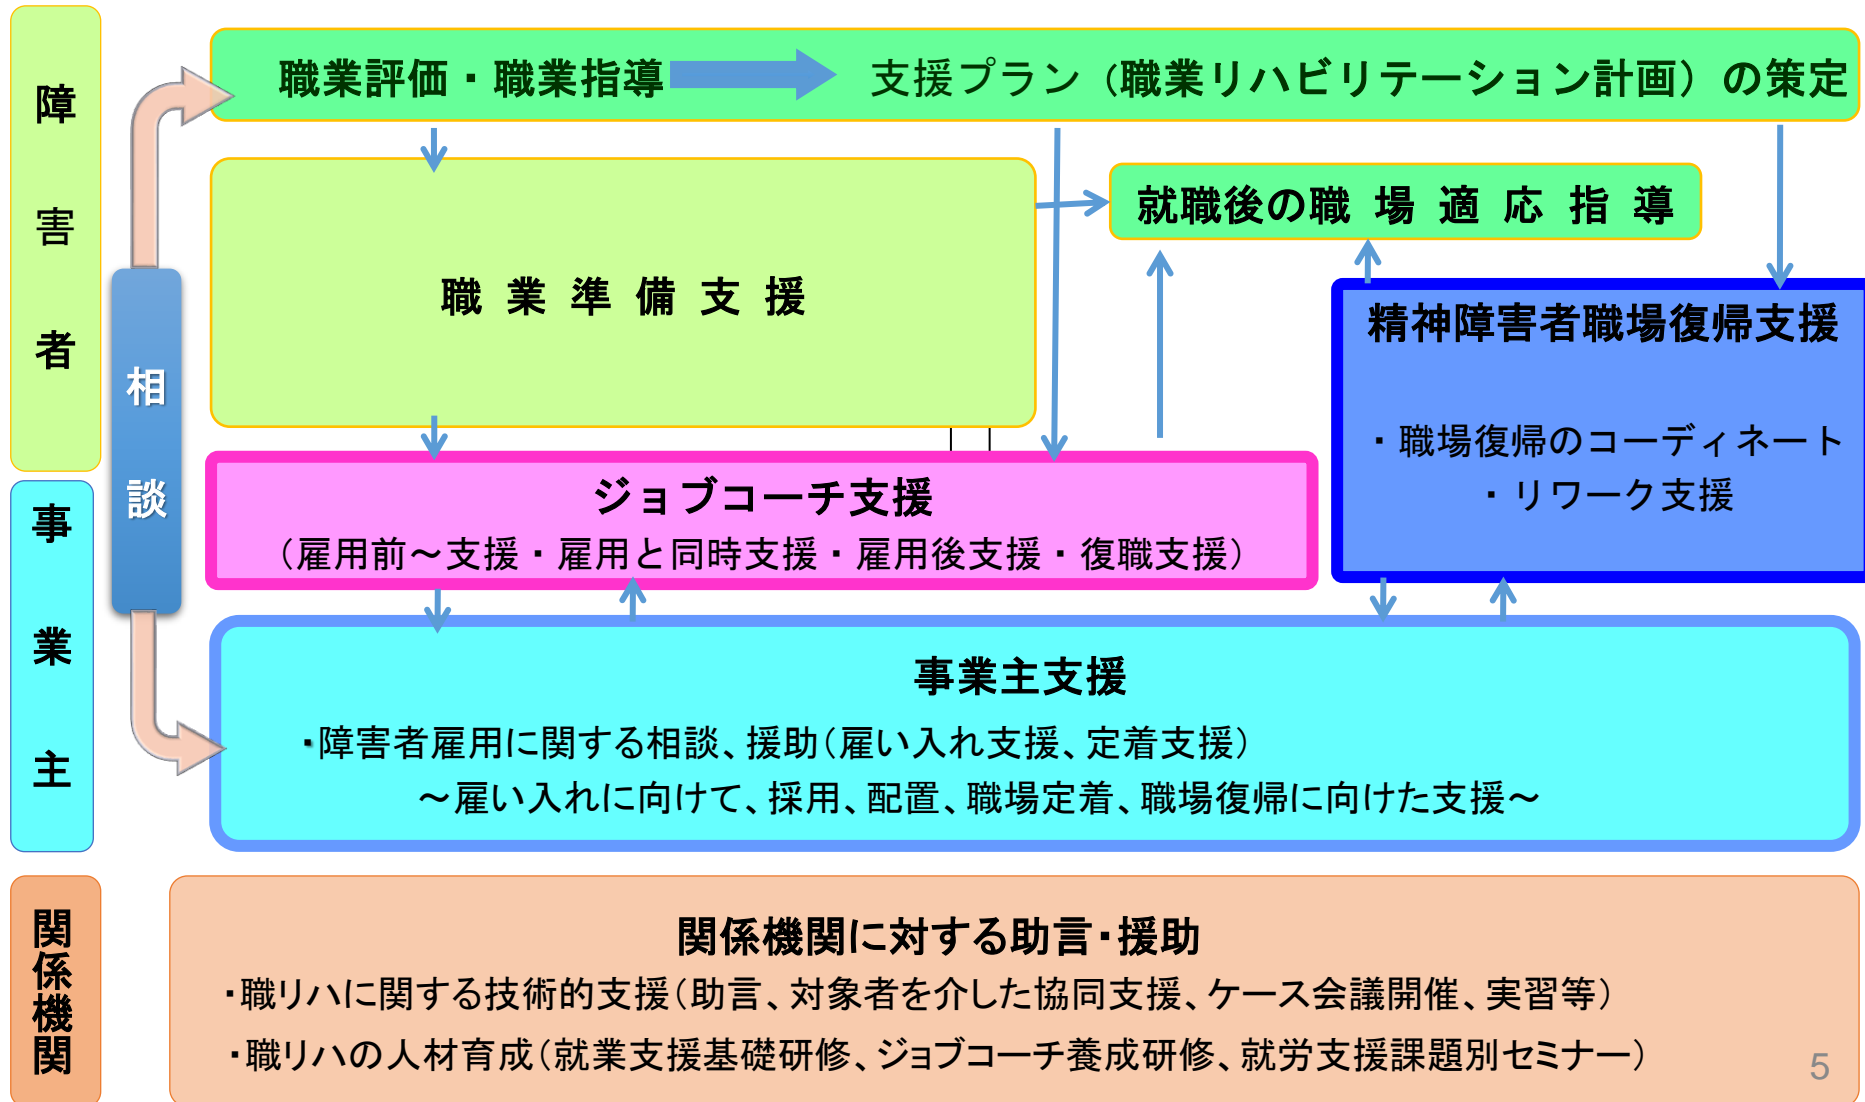 障害者
職業評価・職業指導
支援プラン（職業リハビリテーション計画）の策定
就職後の職場適応指導
職業準備支援
精神障害者職場復帰支援
・職場復帰のコーディネート
・リワーク支援
相談
ジョブコーチ支援
（雇用前～支援・雇用と同時支援・雇用後支援・復職支援）
事業主
事業主支援
・障害者雇用に関する相談、援助（雇い入れ支援、定着支援）
～雇い入れに向けて、採用、配置、職場定着、職場復帰に向けた支援～
関係機関
関係機関に対する助言・援助
・職リハに関する技術的支援（助言、対象者を介した協同支援、ケース会議開催、実習等）
・職リハの人材育成（就業支援基礎研修、ジョブコーチ養成研修、就労支援課題別セミナー）
5